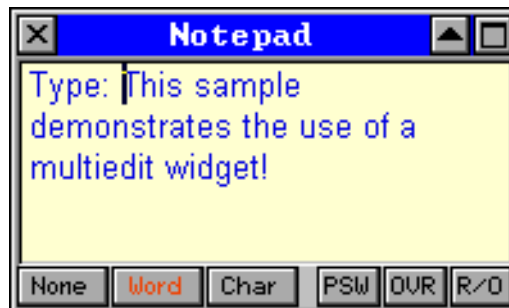 Notepad
Type: This sample
demonstrates the use of a
multiedit widget!
None Word Char PSW OVR R/O